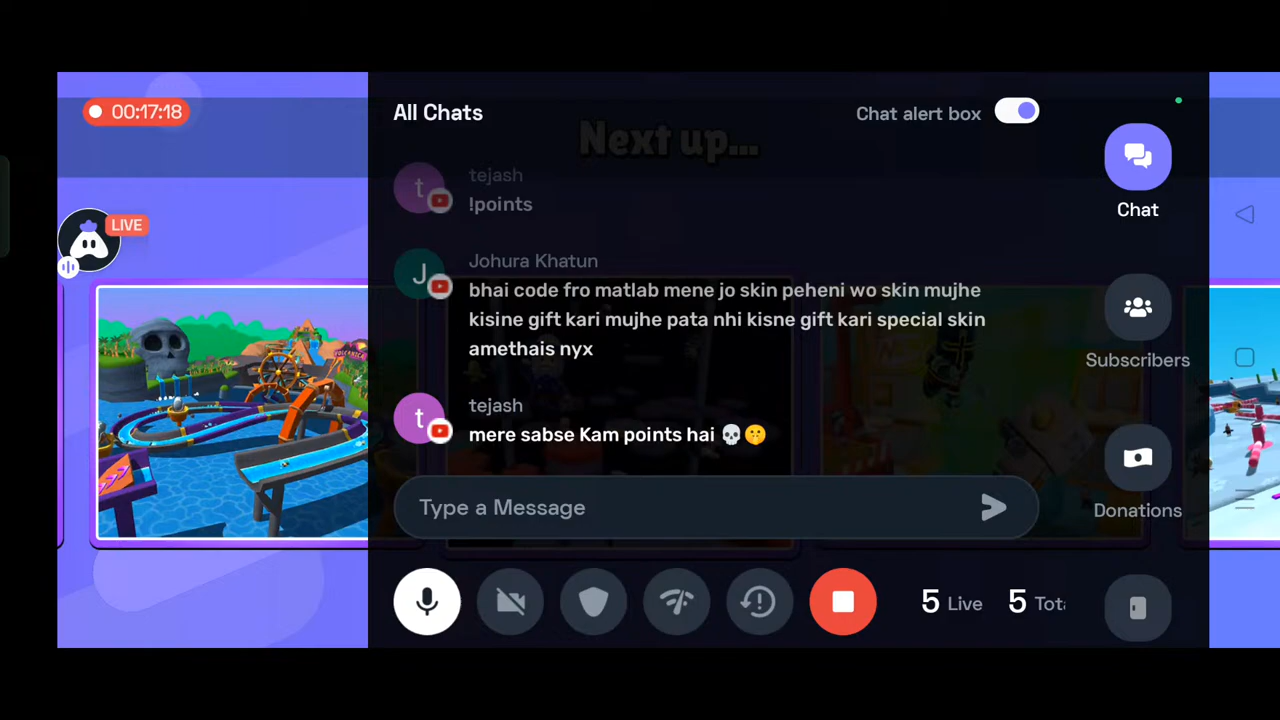 00:17:18
All Chats
Chat alert box
Next up...
LIVE
t
tejash
!points
Chat
J
Johura Khatun
bhai code fro matlab mene jo skin peheni wo skin mujhe
kisine gift kari mujhe pata nhi kisne gift kari special skin
amethais nyx
Subscribers
VOLCANICA
t
tejash
mere sabse Kam points hai 💀🤫
Type a Message
Donations
5 Live
5 Tota